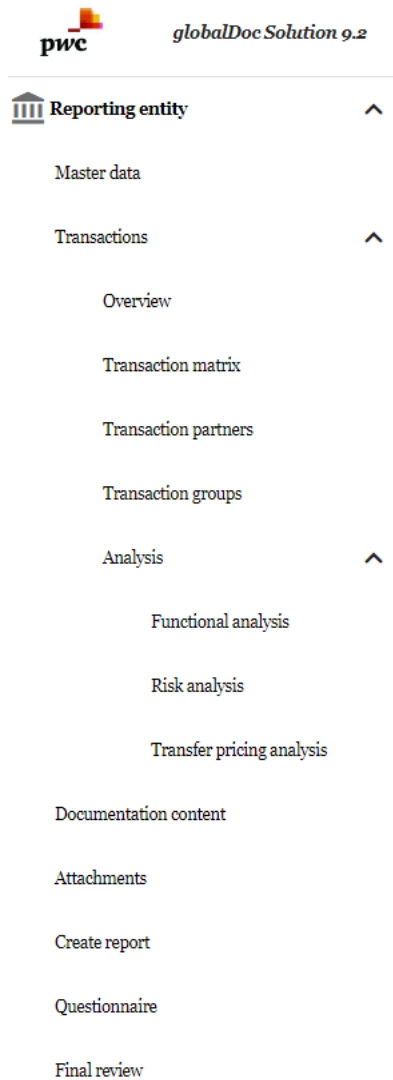 pwc
globalDoc Solution 9.2
Reporting entity
Master data
Transactions
Overview
Transaction matrix
Transaction partners
Transaction groups
Analysis
Functional analysis
Risk analysis
Transfer pricing analysis
Documentation content
Attachments
Create report
Questionnaire
Final review